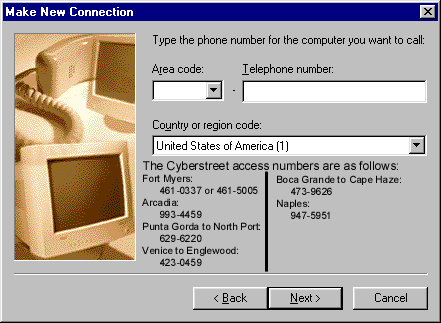 Make New Connection
Type the phone number for the computer you want to call:
Area code: Telephone number:
-
Country or region code:
United States of America (1)
The Cyberstreet access numbers are as follows:
Fort Myers:
461-0337 or 461-5005
Arcadia:
993-4459
Punta Gorda to North Port:
629-6220
Venice to Englewood:
423-0459
Boca Grande to Cape Haze:
473-9626
Naples:
947-5951
< Back Next > Cancel